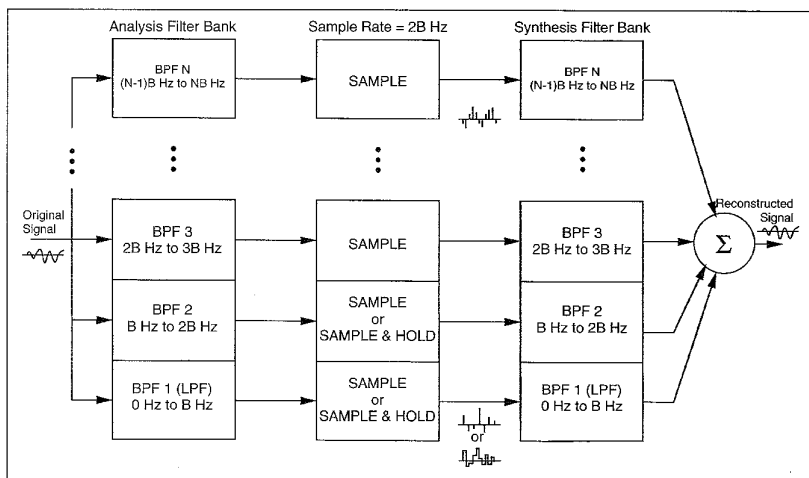 Analysis Filter Bank
Sample Rate = 2B Hz
Synthesis Filter Bank
BPF N
(N-1)B Hz to NB Hz
SAMPLE
BPF N
(N-1)B Hz to NB Hz
Original
Signal
BPF 3
2B Hz to 3B Hz
SAMPLE
BPF 3
2B Hz to 3B Hz
Σ
Reconstructed
Signal
BPF 2
B Hz to 2B Hz
SAMPLE
or
SAMPLE & HOLD
BPF 2
B Hz to 2B Hz
BPF 1 (LPF)
0 Hz to B Hz
SAMPLE
or
SAMPLE & HOLD
or
BPF 1 (LPF)
0 Hz to B Hz